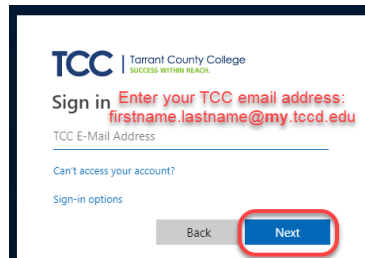 TCC Tarrant County College
SUCCESS WITHIN REACH.
Sign in Enter your TCC email address:
firstname.lastname@my.tccd.edu
TCC E-Mail Address
Can't access your account?
Sign-in options
Back Next